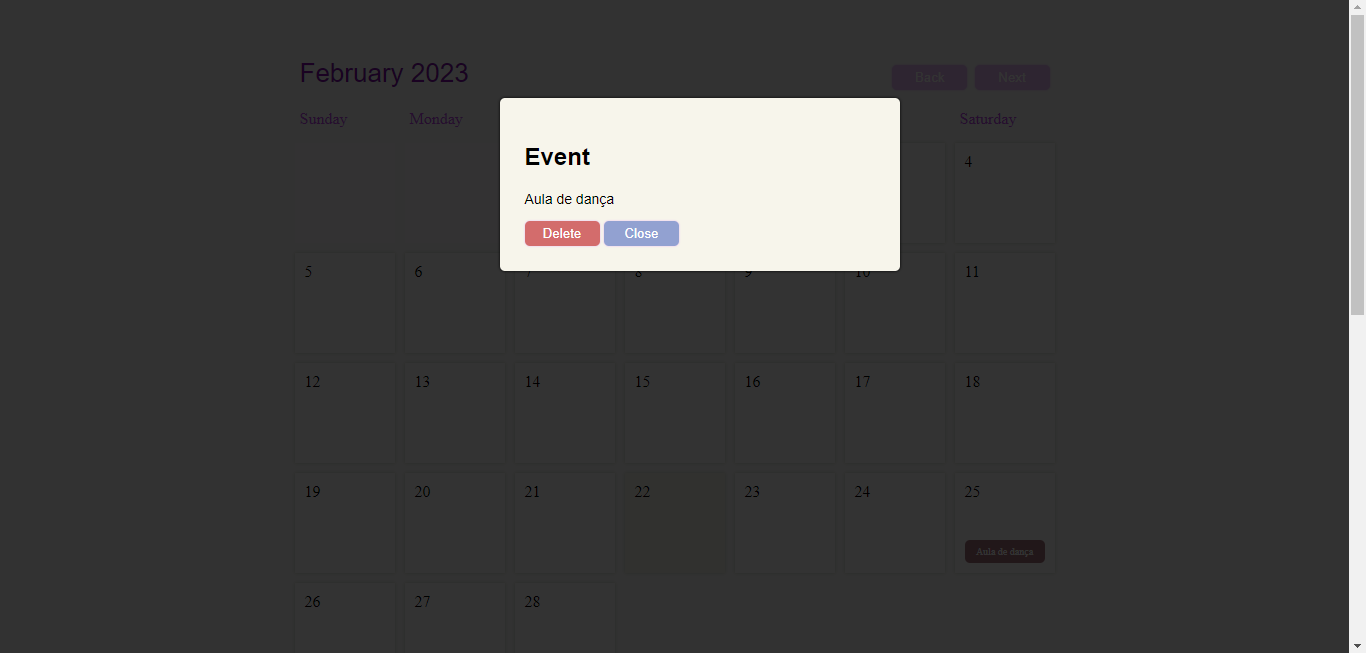 February 2023
Back Next
Sunday Monday Saturday
Event
Aula de dança
Delete Close
4
5 6 7 8 9 10 11
12 13 14 15 16 17 18
19 20 21 22 23 24 25
Aula de dança
26 27 28